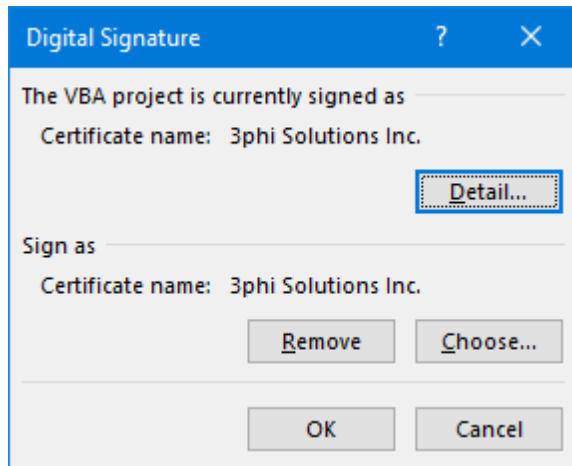 Digital Signature ? ×
The VBA project is currently signed as
Certificate name: 3phi Solutions Inc.
Detail...
Sign as
Certificate name: 3phi Solutions Inc.
Remove Choose...
OK Cancel